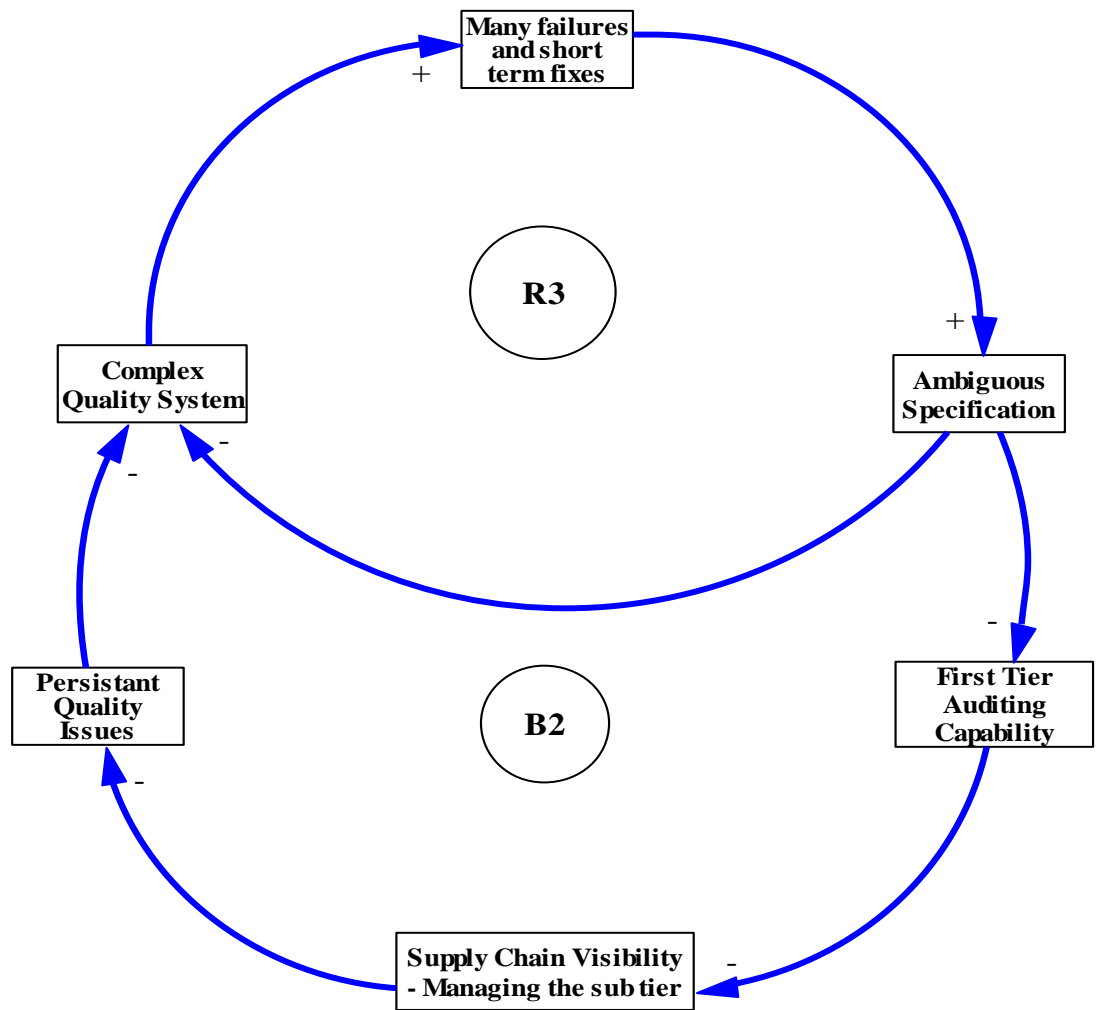 Many failures
and short
term fixes
+
+
R3
Complex
Quality System
Ambiguous
Specification
-
-
-
Persistant
Quality
Issues
B2
First Tier
Auditing
Capability
-
-
Supply Chain Visibility
- Managing the sub tier